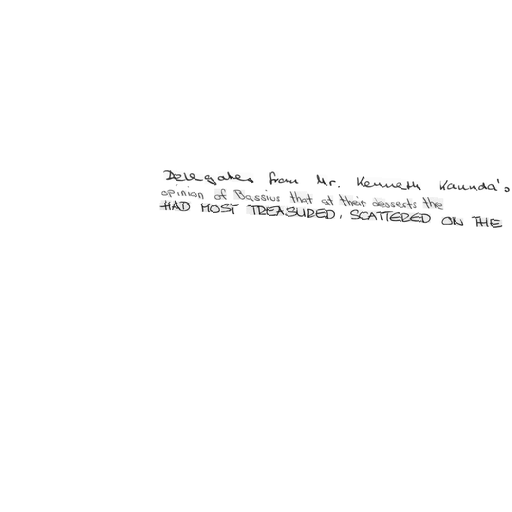 Delegates from Mr. Kenneth Kaunda's
opinion of Bassius that at their desserts the
HAD MOST TREASURED, SCATTERED ON THE